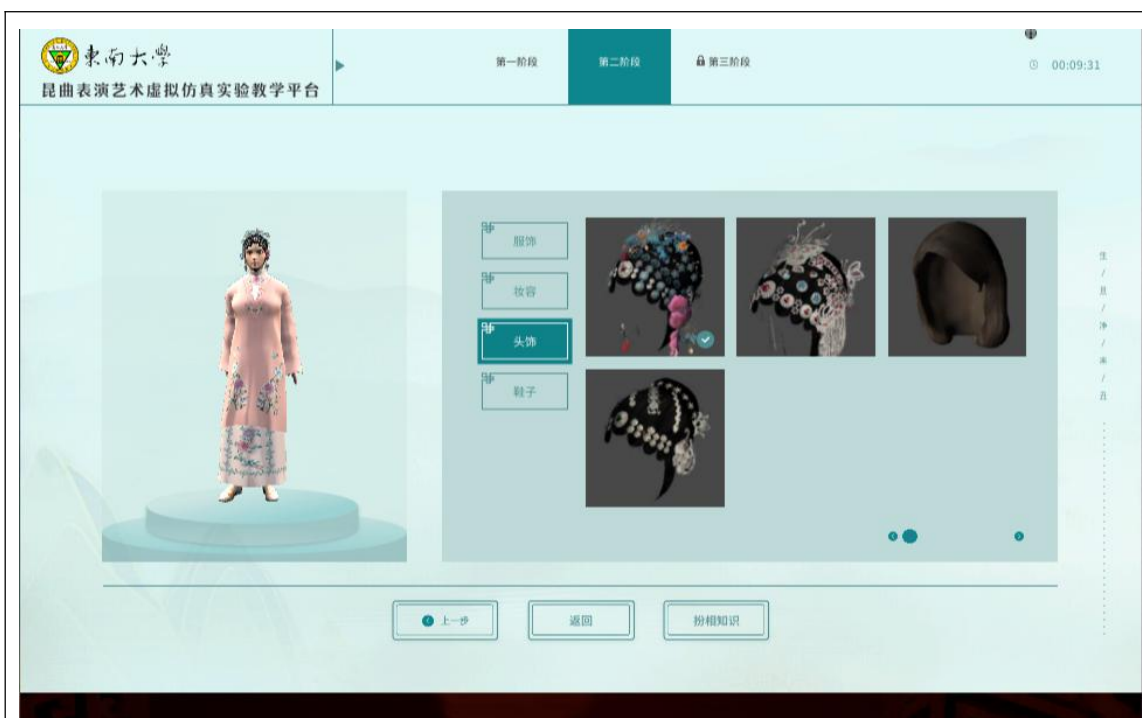 東南大學
昆曲表演艺术虚拟仿真实验教学平台
第一阶段
第二阶段
第三阶段
00:09:31
服饰
妆容
头饰
鞋子
生
/
旦
/
净
/
末
/
丑
上一步
返回
扮相知识